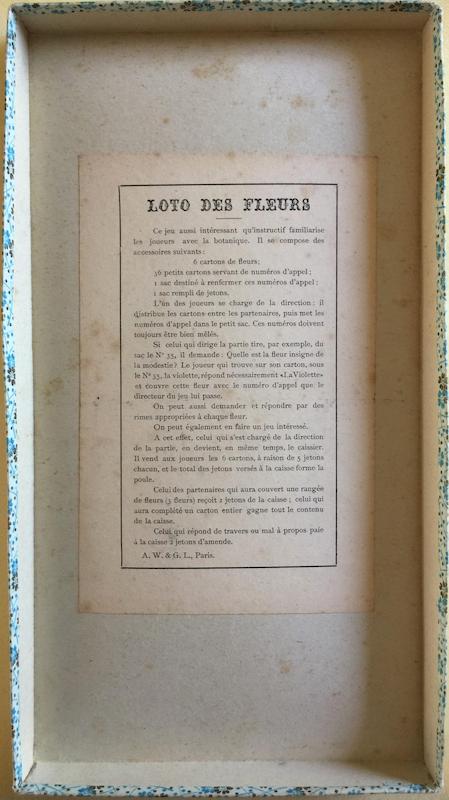 LOTO DES FLEURS
Ce jeu aussi intéressant qu'instructif familiarise
les joueurs avec la botanique. Il se compose des
accessoires suivants :
6 cartons de fleurs;
36 petits cartons servant de numéros d'appel;
1 sac destiné à renfermer ces numéros d'appel;
1 sac rempli de jetons.
L'un des joueurs se charge de la direction: il
distribue les cartons entre les partenaires, puis met les
numéros d'appel dans le petit sac. Ces numéros doivent
toujours être bien mêlés.
Si celui qui dirige la partie tire, par exemple, du
sac le Nº 35, il demande: Quelle est la fleur insigne de
la modestie? Le joueur qui trouve sur son carton, sous
le Nº 35, la violette, répond nécessairement «La Violette»
et couvre cette fleur avec le numéro d'appel que le
directeur du jeu lui passe.
On peut aussi demander et répondre par des
rimes appropriées à chaque fleur.
On peut également en faire un jeu intéressé.
A cet effet, celui qui s'est chargé de la direction
de la partie, en devient, en même temps, le caissier.
Il vend aux joueurs les 6 cartons, à raison de 5 jetons
chacun, et le total des jetons versés à la caisse forme la
poule.
Celui des partenaires qui aura couvert une rangée
de fleurs (3 fleurs) reçoit 2 jetons de la caisse; celui qui
aura complété un carton entier gagne tout le contenu
de la caisse.
Celui qui répond de travers ou mal à propos paie
à la caisse 2 jetons d'amende.
A. W. & G. L., Paris.